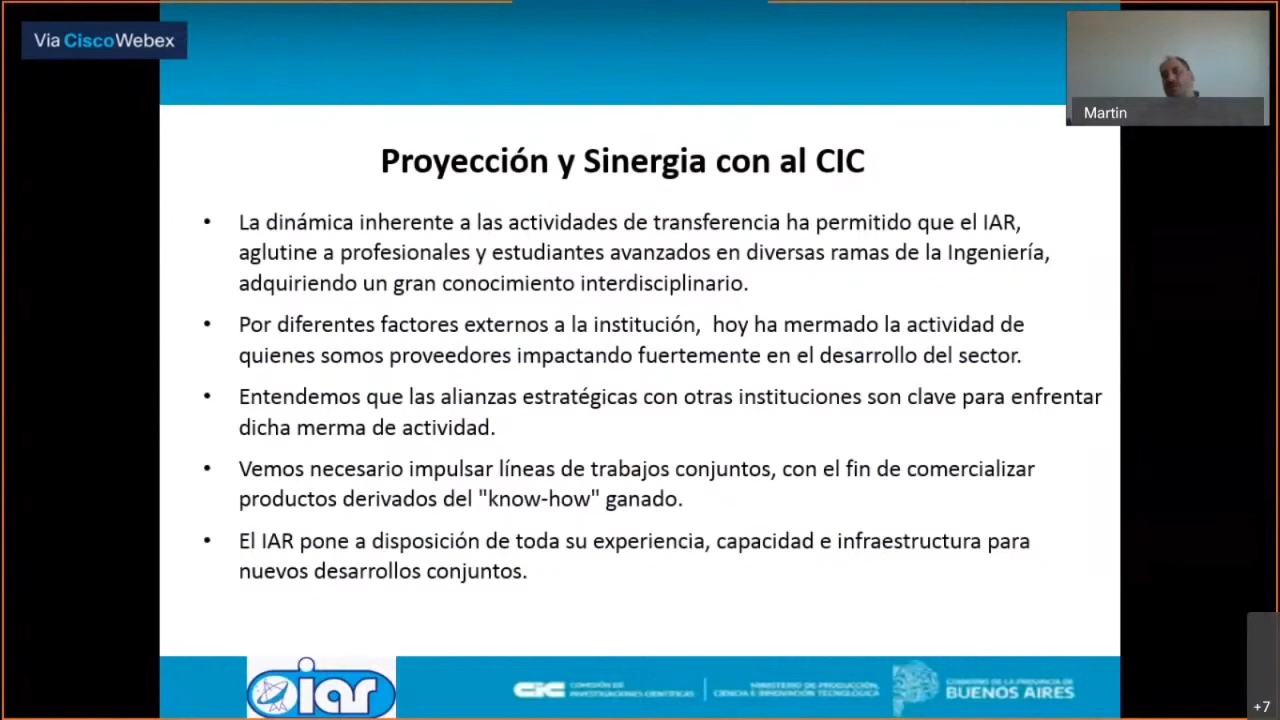 Via Cisco Webex
Martin
Proyección y Sinergia con al CIC
• La dinámica inherente a las actividades de transferencia ha permitido que el IAR,
aglutine a profesionales y estudiantes avanzados en diversas ramas de la Ingeniería,
adquiriendo un gran conocimiento interdisciplinario.
• Por diferentes factores externos a la institución, hoy ha mermado la actividad de
quienes somos proveedores impactando fuertemente en el desarrollo del sector.
• Entendemos que las alianzas estratégicas con otras instituciones son clave para enfrentar
dicha merma de actividad.
• Vemos necesario impulsar líneas de trabajos conjuntos, con el fin de comercializar
productos derivados del "know-how" ganado.
• El IAR pone a disposición de toda su experiencia, capacidad e infraestructura para
nuevos desarrollos conjuntos.
iar
CIC
COMISIÓN DE
INVESTIGACIONES CIENTÍFICAS
MINISTERIO DE PRODUCCIÓN,
CIENCIA E INNOVACIÓN TECNOLÓGICA
GOBIERNO DE LA PROVINCIA DE
BUENOS AIRES
+7